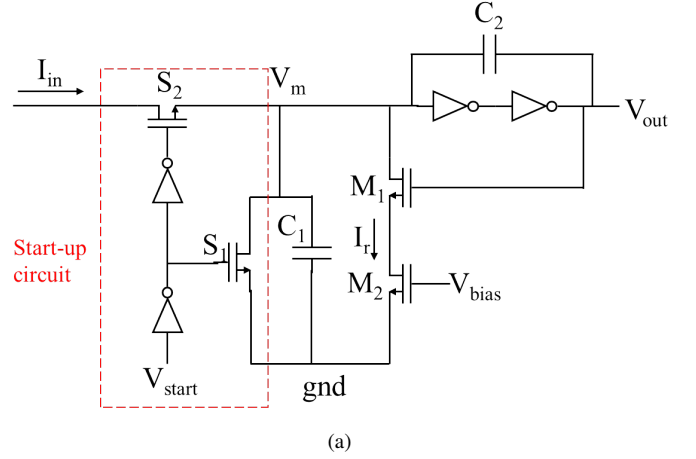 I_in
S_2
V_m
C_2
V_out
M_1
S_1
C_1
I_r
Start-up
circuit
M_2
V_bias
V_start
gnd
(a)